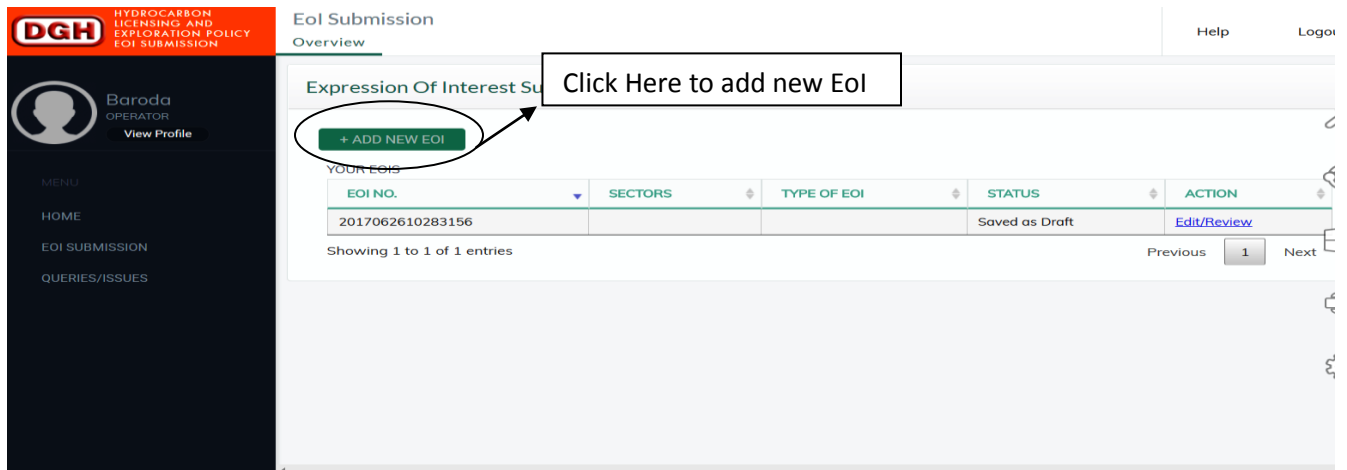 DGH
HYDROCARBON
LICENSING AND
EXPLORATION POLICY
EOI SUBMISSION
EoI Submission
Overview
Help
Logou
Baroda
OPERATOR
View Profile
MENU
HOME
EOI SUBMISSION
QUERIES/ISSUES
Expression Of Interest Su
Click Here to add new EoI
+ ADD NEW EOI
YOUR EOIS
EOI NO. SECTORS TYPE OF EOI STATUS ACTION
2017062610283156 Saved as Draft Edit/Review
Showing 1 to 1 of 1 entries
Previous 1 Next